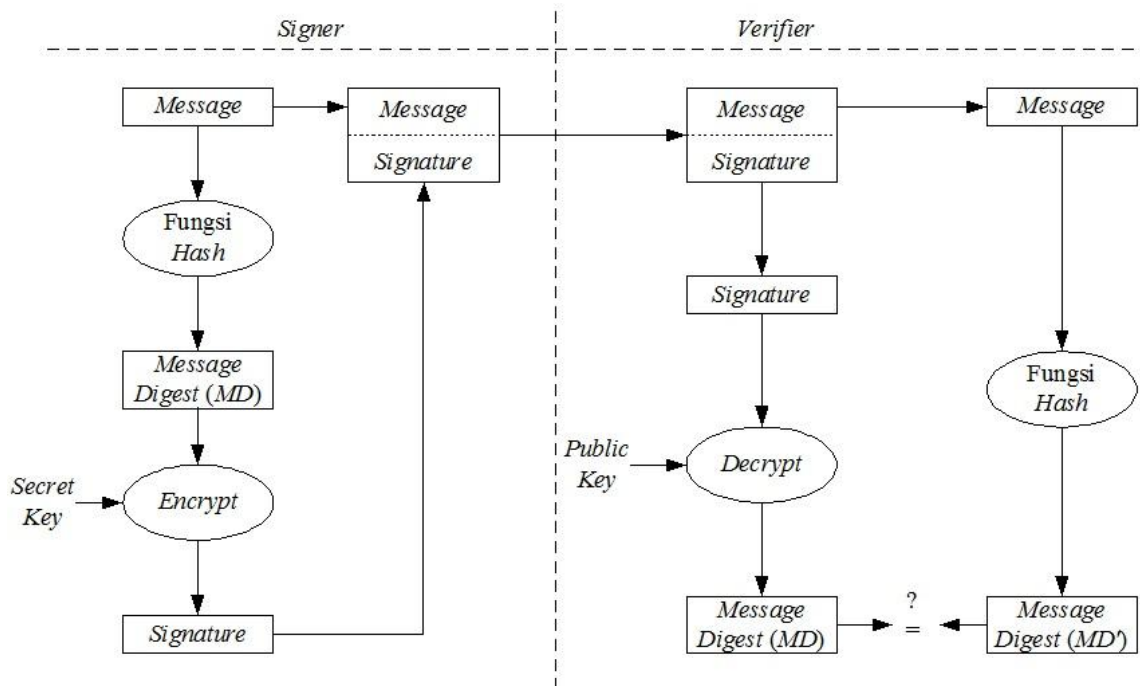 Signer
Message
Message
Signature
Fungsi
Hash
Message
Digest (MD)
Secret
Key
Encrypt
Signature
Verifier
Message
Signature
Message
Signature
Fungsi
Hash
Public
Key
Decrypt
Message
Digest (MD)
?
=
Message
Digest (MD')